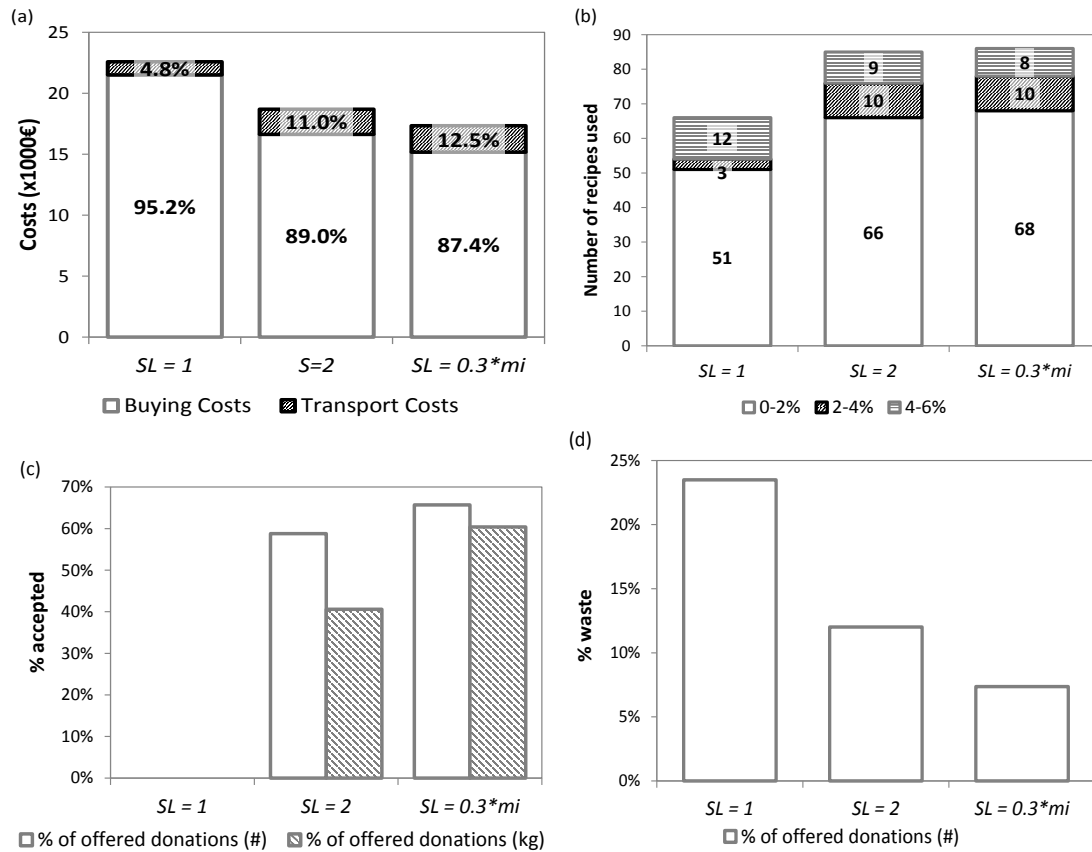 (a)
Costs (x1000€)
25
20
15
10
5
0
4.8%
95.2%
11.0%
89.0%
12.5%
87.4%
SL = 1
S=2
SL = 0.3*mi
Buying Costs
Transport Costs
(b)
Number of recipes used
90
80
70
60
50
40
30
20
10
0
12
3
51
9
10
66
8
10
68
SL = 1
SL = 2
SL = 0.3*mi
0-2%
2-4%
4-6%
(c)
% accepted
70%
60%
50%
40%
30%
20%
10%
0%
SL = 1
SL = 2
SL = 0.3*mi
% of offered donations (#)
% of offered donations (kg)
(d)
% waste
25%
20%
15%
10%
5%
0%
SL = 1
SL = 2
SL = 0.3*mi
% of offered donations (#)